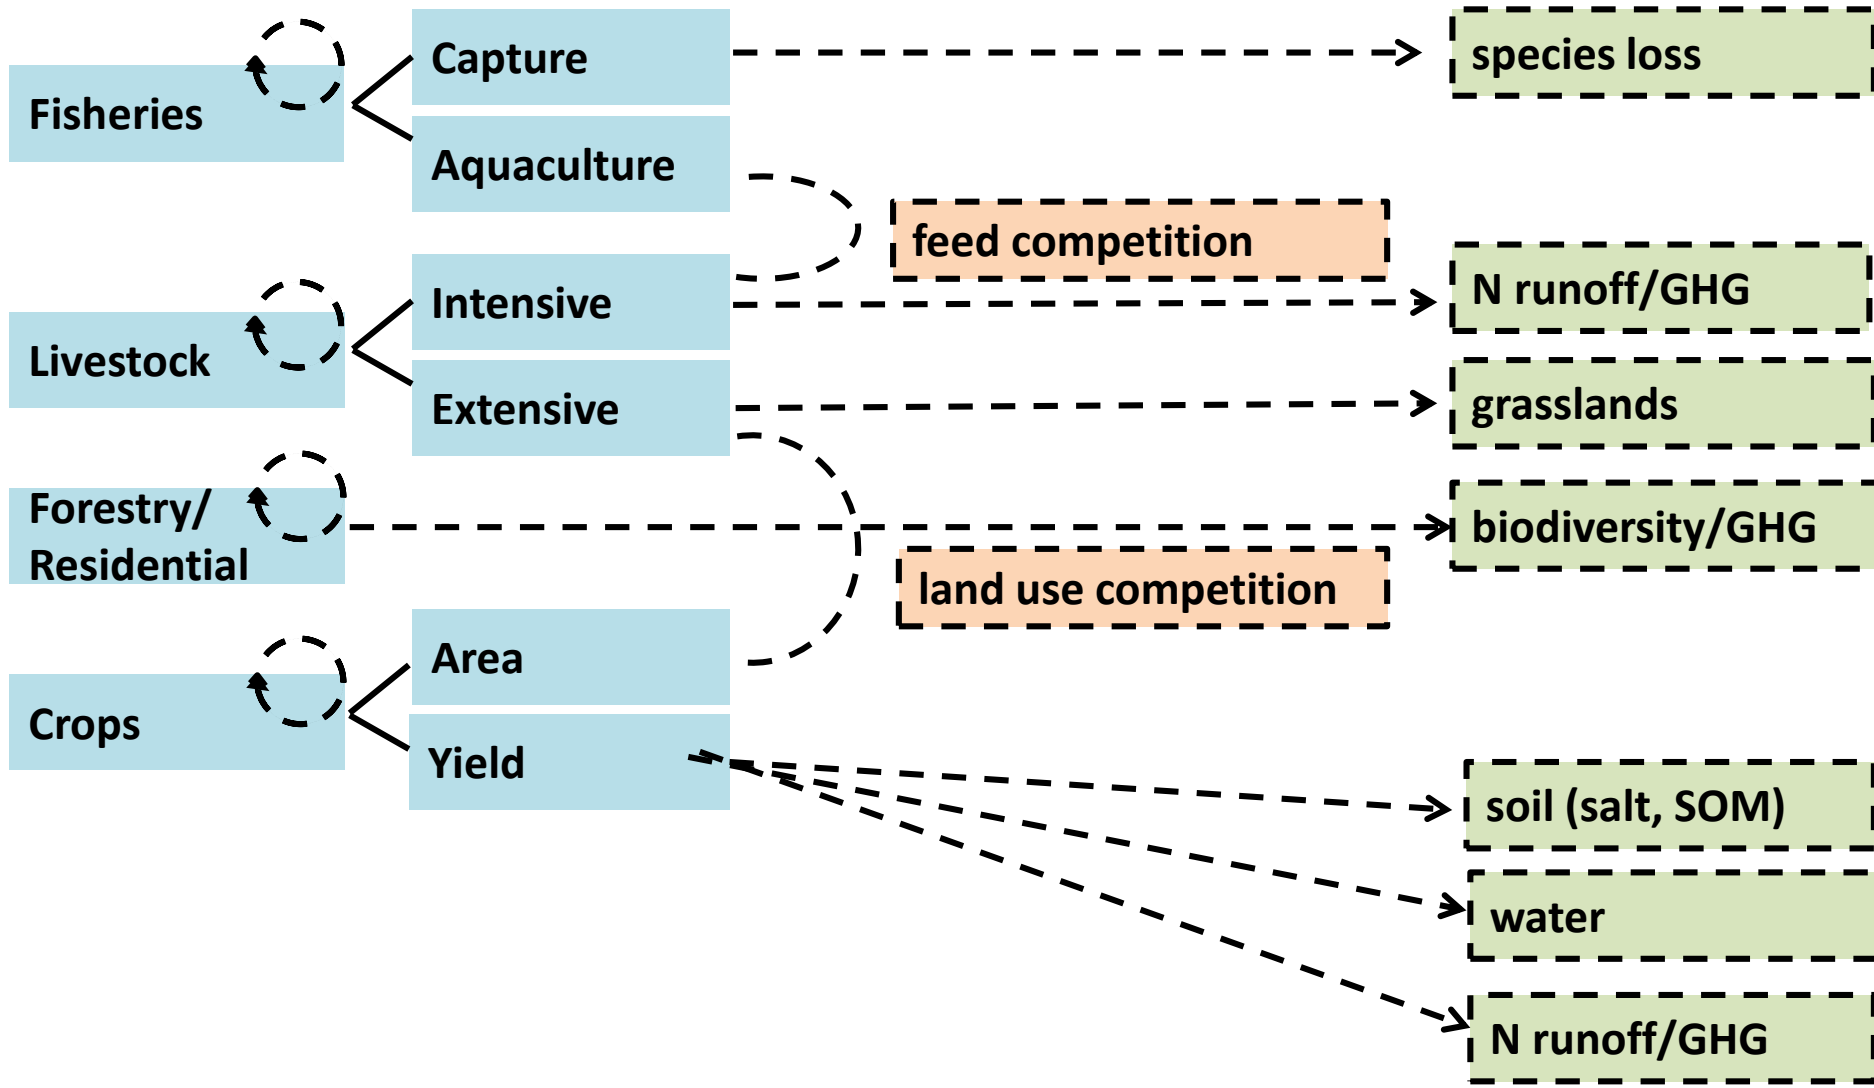 Fisheries
Capture
Aquaculture
species loss
feed competition
Livestock
Intensive
Extensive
N runoff/GHG
grasslands
Forestry/
Residential
biodiversity/GHG
land use competition
Crops
Area
Yield
soil (salt, SOM)
water
N runoff/GHG